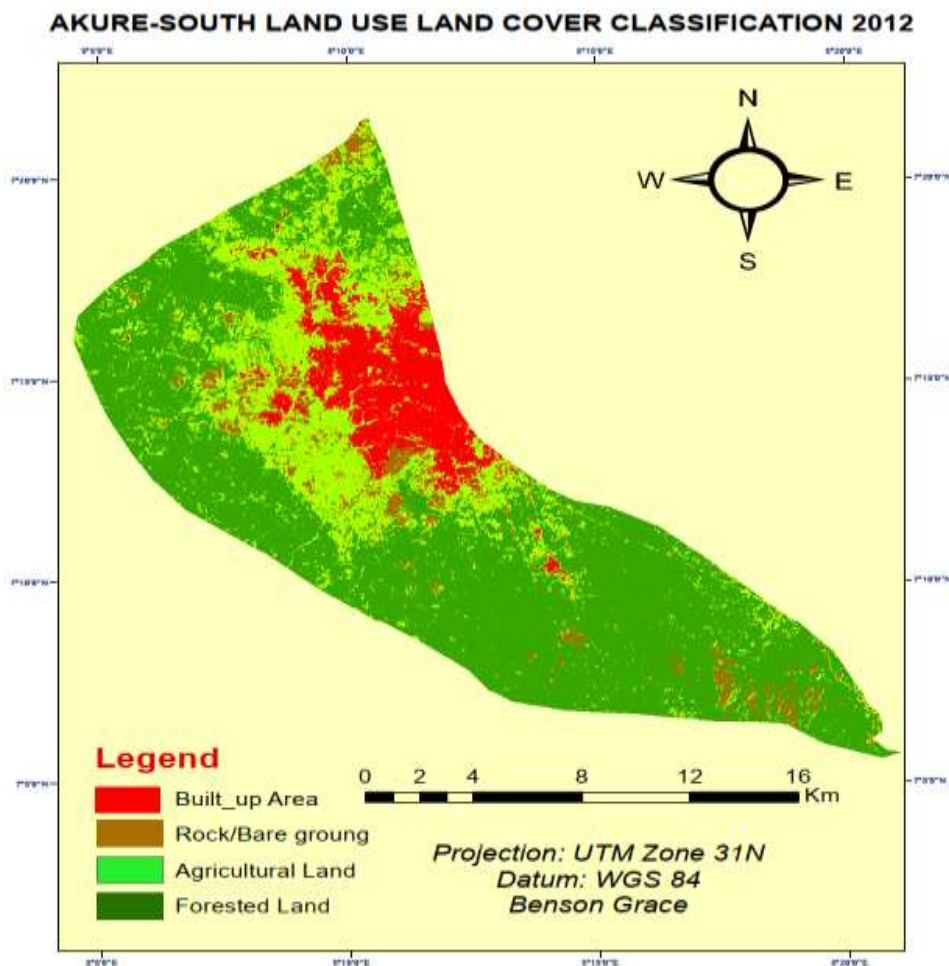 AKURE-SOUTH LAND USE LAND COVER CLASSIFICATION 2012
N
W
E
S
Legend
Built_up Area
Rock/Bare groung
Agricultural Land
Forested Land
0 2 4 8 12 16
Km
Projection: UTM Zone 31N
Datum: WGS 84
Benson Grace